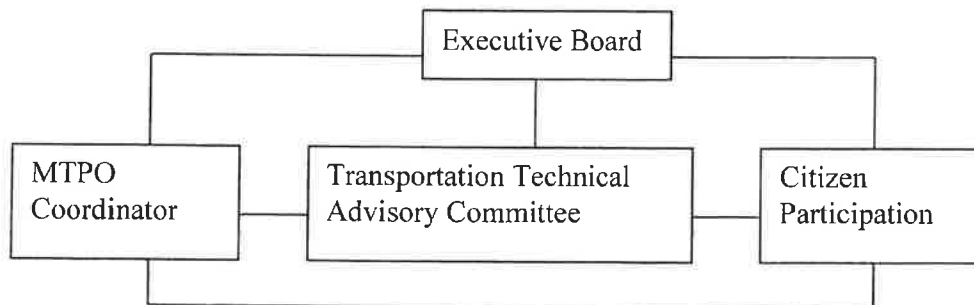 Executive Board
MTPO
Coordinator
Transportation Technical
Advisory Committee
Citizen
Participation